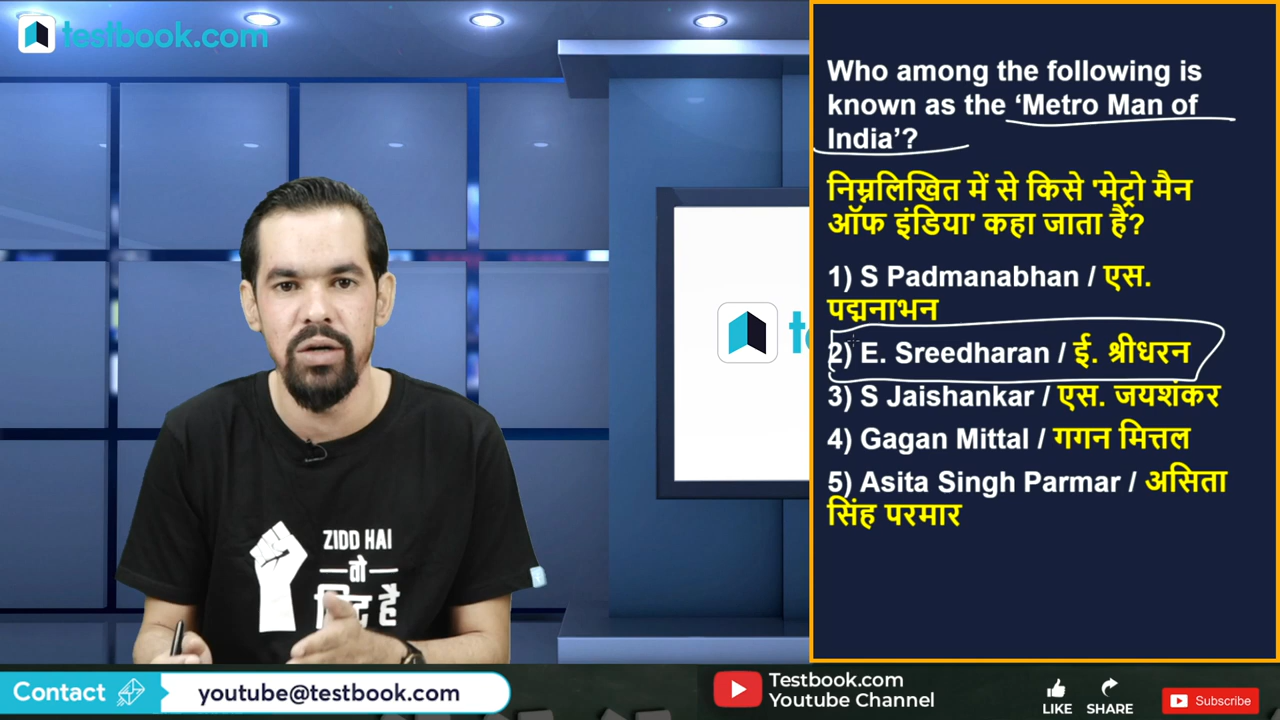 testbook.com
Who among the following is
known as the ‘Metro Man of
India’?
निम्नलिखित में से किसे 'मेट्रो मैन
ऑफ इंडिया' कहा जाता है?
1) S Padmanabhan / एस.
पद्मनाभन
2) E. Sreedharan / ई. श्रीधरन
3) S Jaishankar / एस. जयशंकर
4) Gagan Mittal / गगन मित्तल
5) Asita Singh Parmar / असिता
सिंह परमार
ZIDD HAI
वो
है
Contact
youtube@testbook.com
Testbook.com
Youtube Channel
LIKE
SHARE
Subscribe